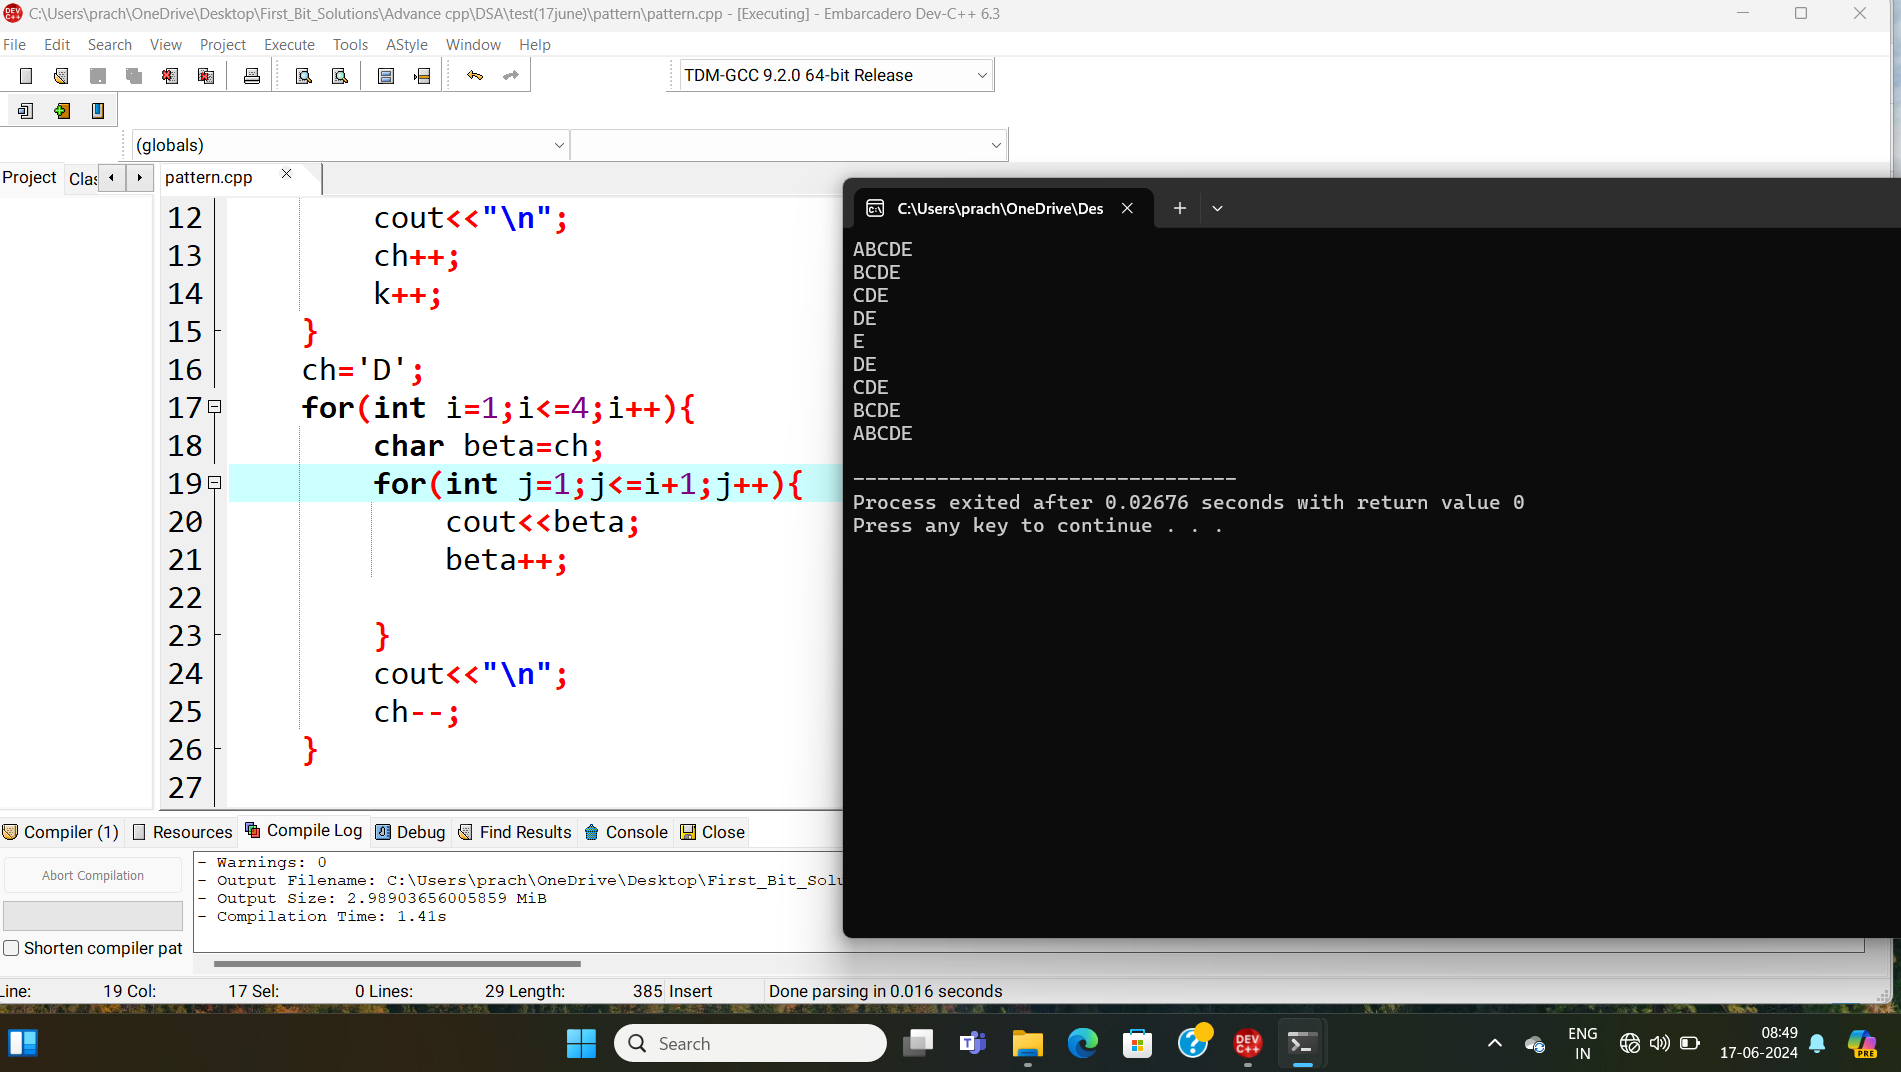 C:\Users\prach\OneDrive\Desktop\First_Bit_Solutions\Advance cpp\DSA\test(17june)\pattern\pattern.cpp - [Executing] - Embarcadero Dev-C++ 6.3
File Edit Search View Project Execute Tools AStyle Window Help
TDM-GCC 9.2.0 64-bit Release
(globals)
Project Clas pattern.cpp
12 cout<<"\n";
13 ch++;
14 k++;
15 }
16 ch='D';
17 for(int i=1;i<=4;i++){
18 char beta=ch;
19 for(int j=1;j<=i+1;j++){
20 cout<<beta;
21 beta++;
22
23 }
24 cout<<"\n";
25 ch--;
26 }
27
C:\Users\prach\OneDrive\Des
ABCDE
BCDE
CDE
DE
E
DE
CDE
BCDE
ABCDE
--------------------------------
Process exited after 0.02676 seconds with return value 0
Press any key to continue . . .
Compiler (1) Resources Compile Log Debug Find Results Console Close
Abort Compilation
Shorten compiler pat
- Warnings: 0
- Output Filename: C:\Users\prach\OneDrive\Desktop\First_Bit_Solu
- Output Size: 2.98903656005859 MiB
- Compilation Time: 1.41s
Line: 19 Col: 17 Sel: 0 Lines: 29 Length: 385 Insert Done parsing in 0.016 seconds
Search
DEV
C++
ENG
IN
08:49
17-06-2024
PRE